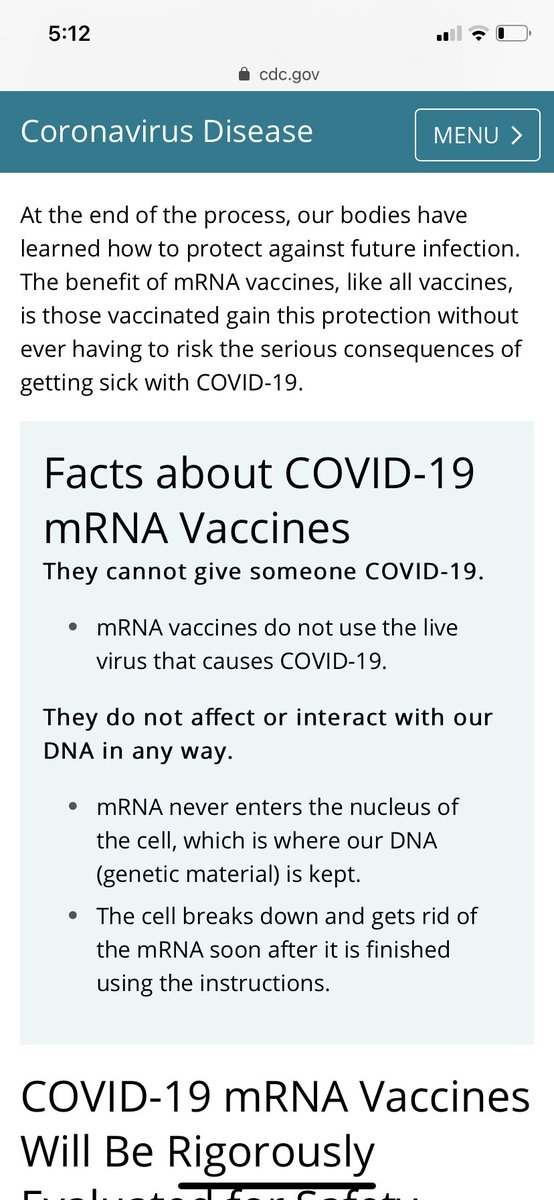 5:12
cdc.gov
Coronavirus Disease
MENU
At the end of the process, our bodies have
learned how to protect against future infection.
The benefit of mRNA vaccines, like all vaccines,
is those vaccinated gain this protection without
ever having to risk the serious consequences of
getting sick with COVID-19.
Facts about COVID-19
mRNA Vaccines
They cannot give someone COVID-19.
• mRNA vaccines do not use the live
virus that causes COVID-19.
They do not affect or interact with our
DNA in any way.
• mRNA never enters the nucleus of
the cell, which is where our DNA
(genetic material) is kept.
• The cell breaks down and gets rid of
the mRNA soon after it is finished
using the instructions.
COVID-19 mRNA Vaccines
Will Be Rigorously
Evaluated for Safety